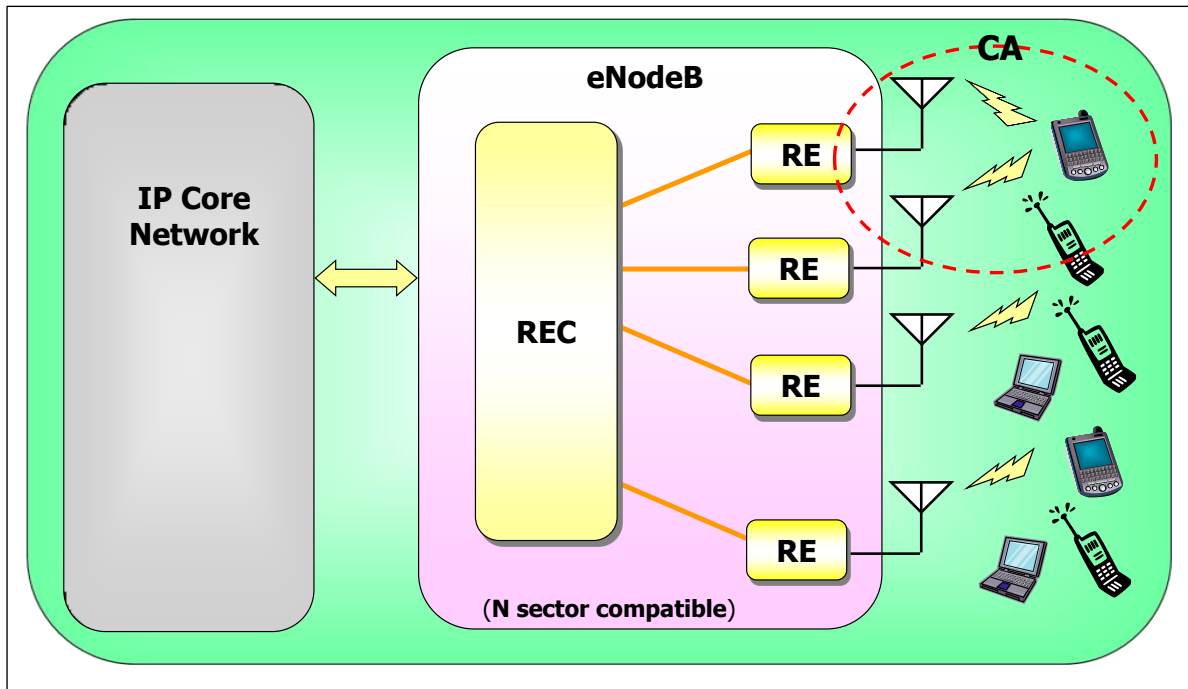 CA
eNodeB
IP Core
Network
REC
RE
RE
RE
RE
(N sector compatible)